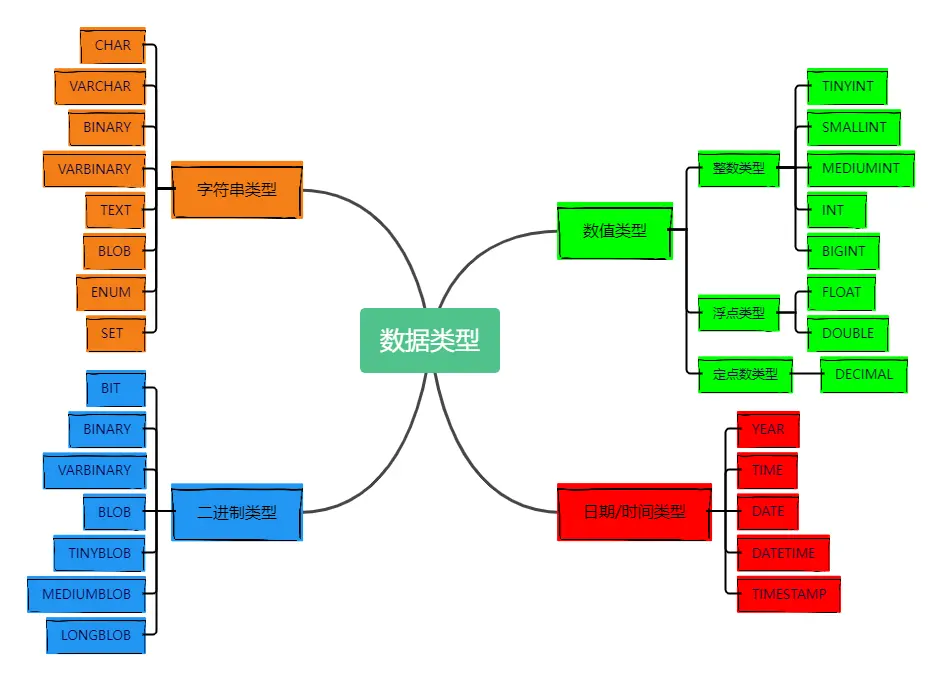 数据类型
字符串类型
CHAR
VARCHAR
BINARY
VARBINARY
TEXT
BLOB
ENUM
SET
二进制类型
BIT
BINARY
VARBINARY
BLOB
TINYBLOB
MEDIUMBLOB
LONGBLOB
数值类型
整数类型
TINYINT
SMALLINT
MEDIUMINT
INT
BIGINT
浮点类型
FLOAT
DOUBLE
定点数类型
DECIMAL
日期/时间类型
YEAR
TIME
DATE
DATETIME
TIMESTAMP